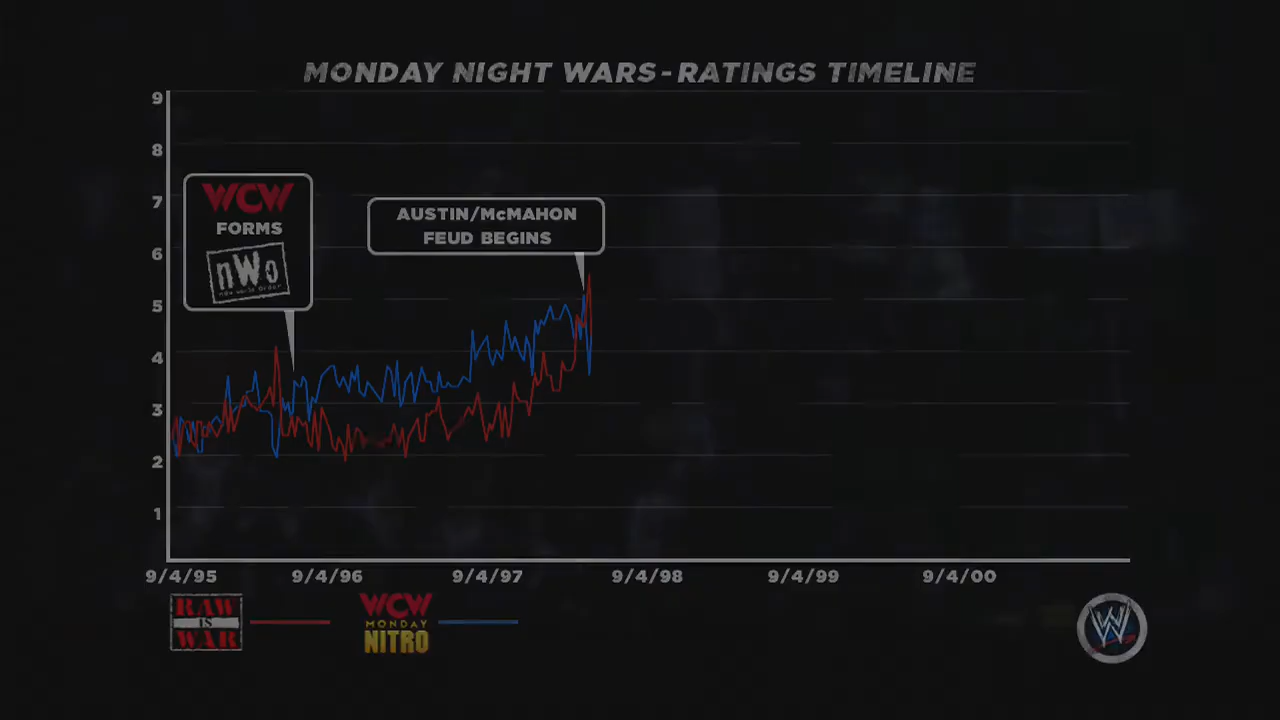 MONDAY NIGHT WARS-RATINGS TIMELINE
9
8
7
6
5
4
3
2
1
WCW
FORMS
nWo
new world order
AUSTIN/McMAHON
FEUD BEGINS
9/4/95
9/4/96
9/4/97
9/4/98
9/4/99
9/4/00
RAW
IS
WAR
WCW
MONDAY
NITRO
W